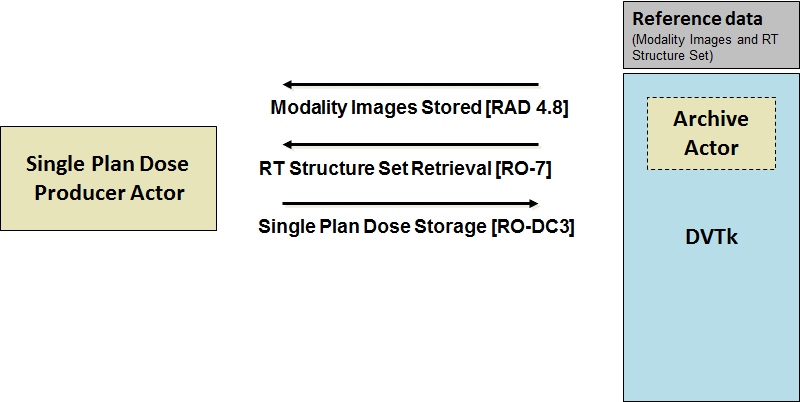 Reference data
(Modality Images and RT
Structure Set)
Modality Images Stored [RAD 4.8]
Archive
Actor
Single Plan Dose
Producer Actor
RT Structure Set Retrieval [RO-7]
Single Plan Dose Storage [RO-DC3]
DVTk